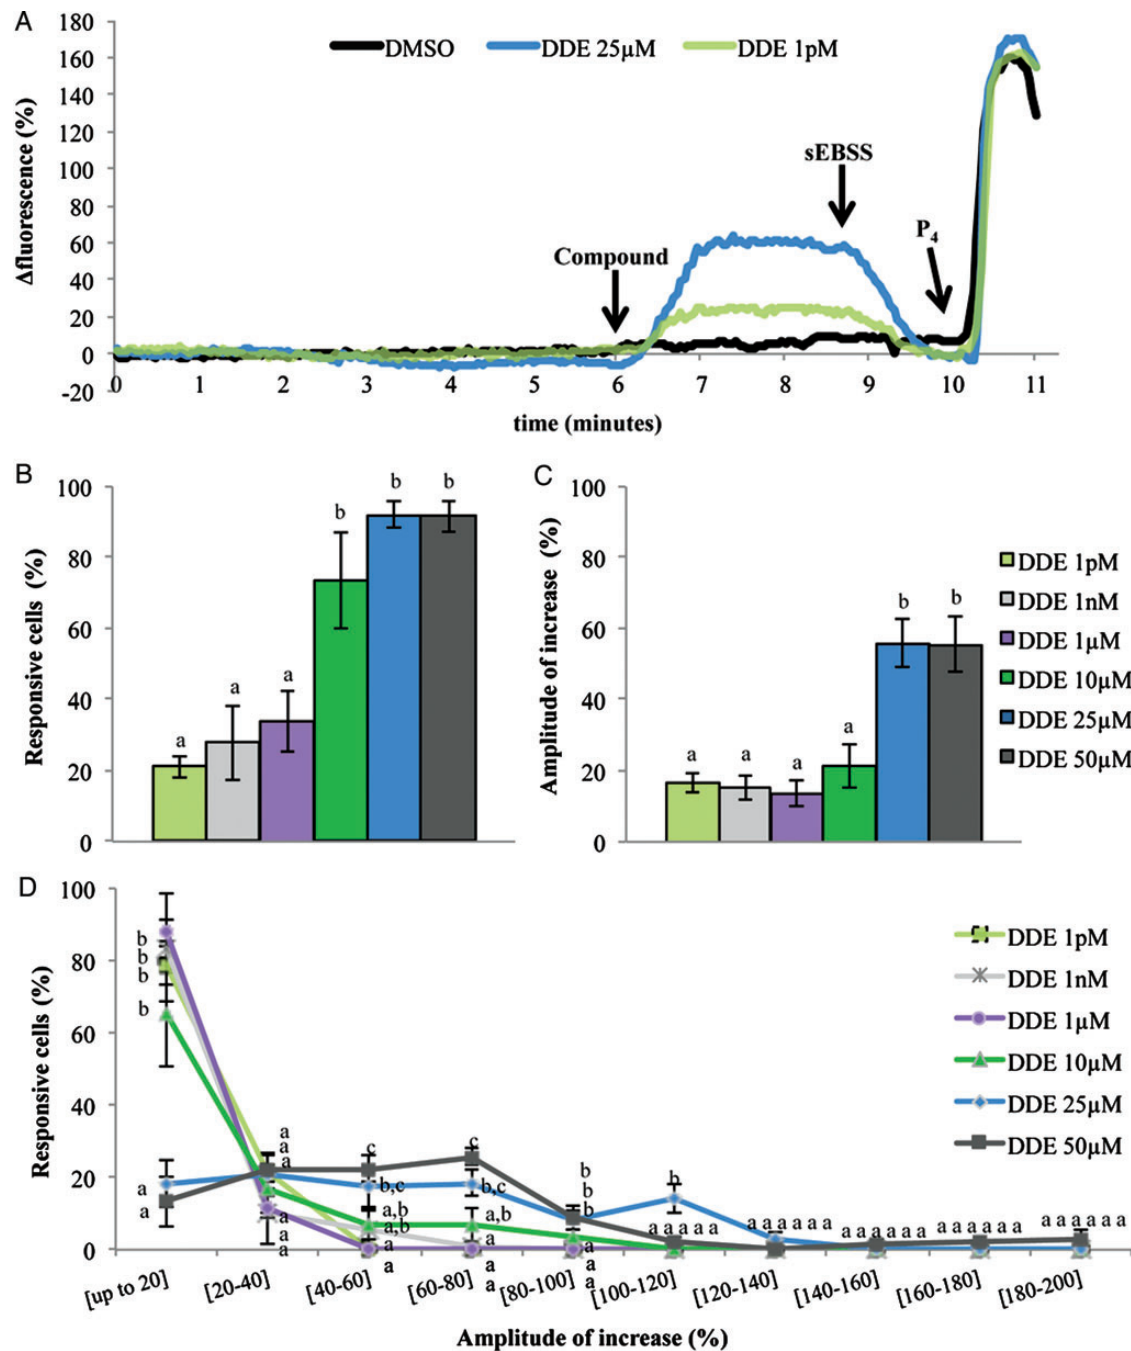 A
DMSO DDE 25µM DDE 1pM
180
160
140
120
100
80
60
40
20
0
-20
Δfluorescence (%)
Compound
sEBSS
P4
0 1 2 3 4 5 6 7 8 9 10 11
time (minutes)
B
100
80
60
40
20
0
Responsive cells (%)
a a a b b b
C
100
80
60
40
20
0
Amplitude of increase (%)
a a a a b b
DDE 1pM
DDE 1nM
DDE 1µM
DDE 10µM
DDE 25µM
DDE 50µM
D
100
80
60
40
20
0
Responsive cells (%)
b
b
b
b
a
a
a
a
a
a
a
a
c
b,c
a,b
a,b
a
a
c
b,c
a,b
a
a
a
b
b
b
a
a
a
b
a a a a a
a a a a a a
a a a a a a
a a a a a a
a a a a a a
DDE 1pM
DDE 1nM
DDE 1µM
DDE 10µM
DDE 25µM
DDE 50µM
[up to 20] [20-40] [40-60] [60-80] [80-100] [100-120] [120-140] [140-160] [160-180] [180-200]
Amplitude of increase (%)